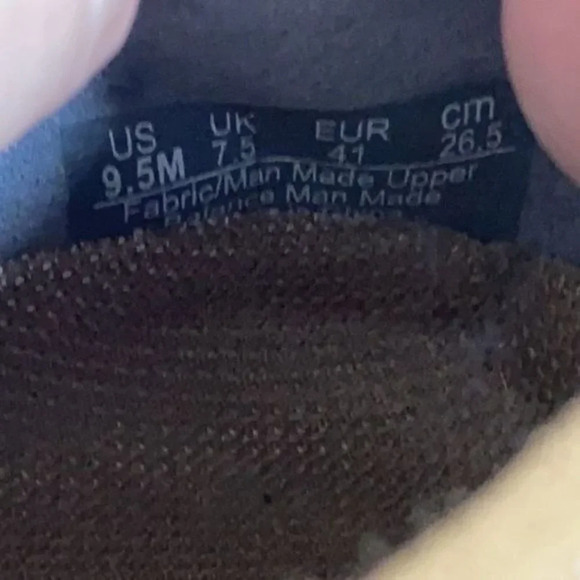 US UK EUR cm
9.5M 7.5 41 26.5
Fabric/Man Made Upper
Balance Man Made